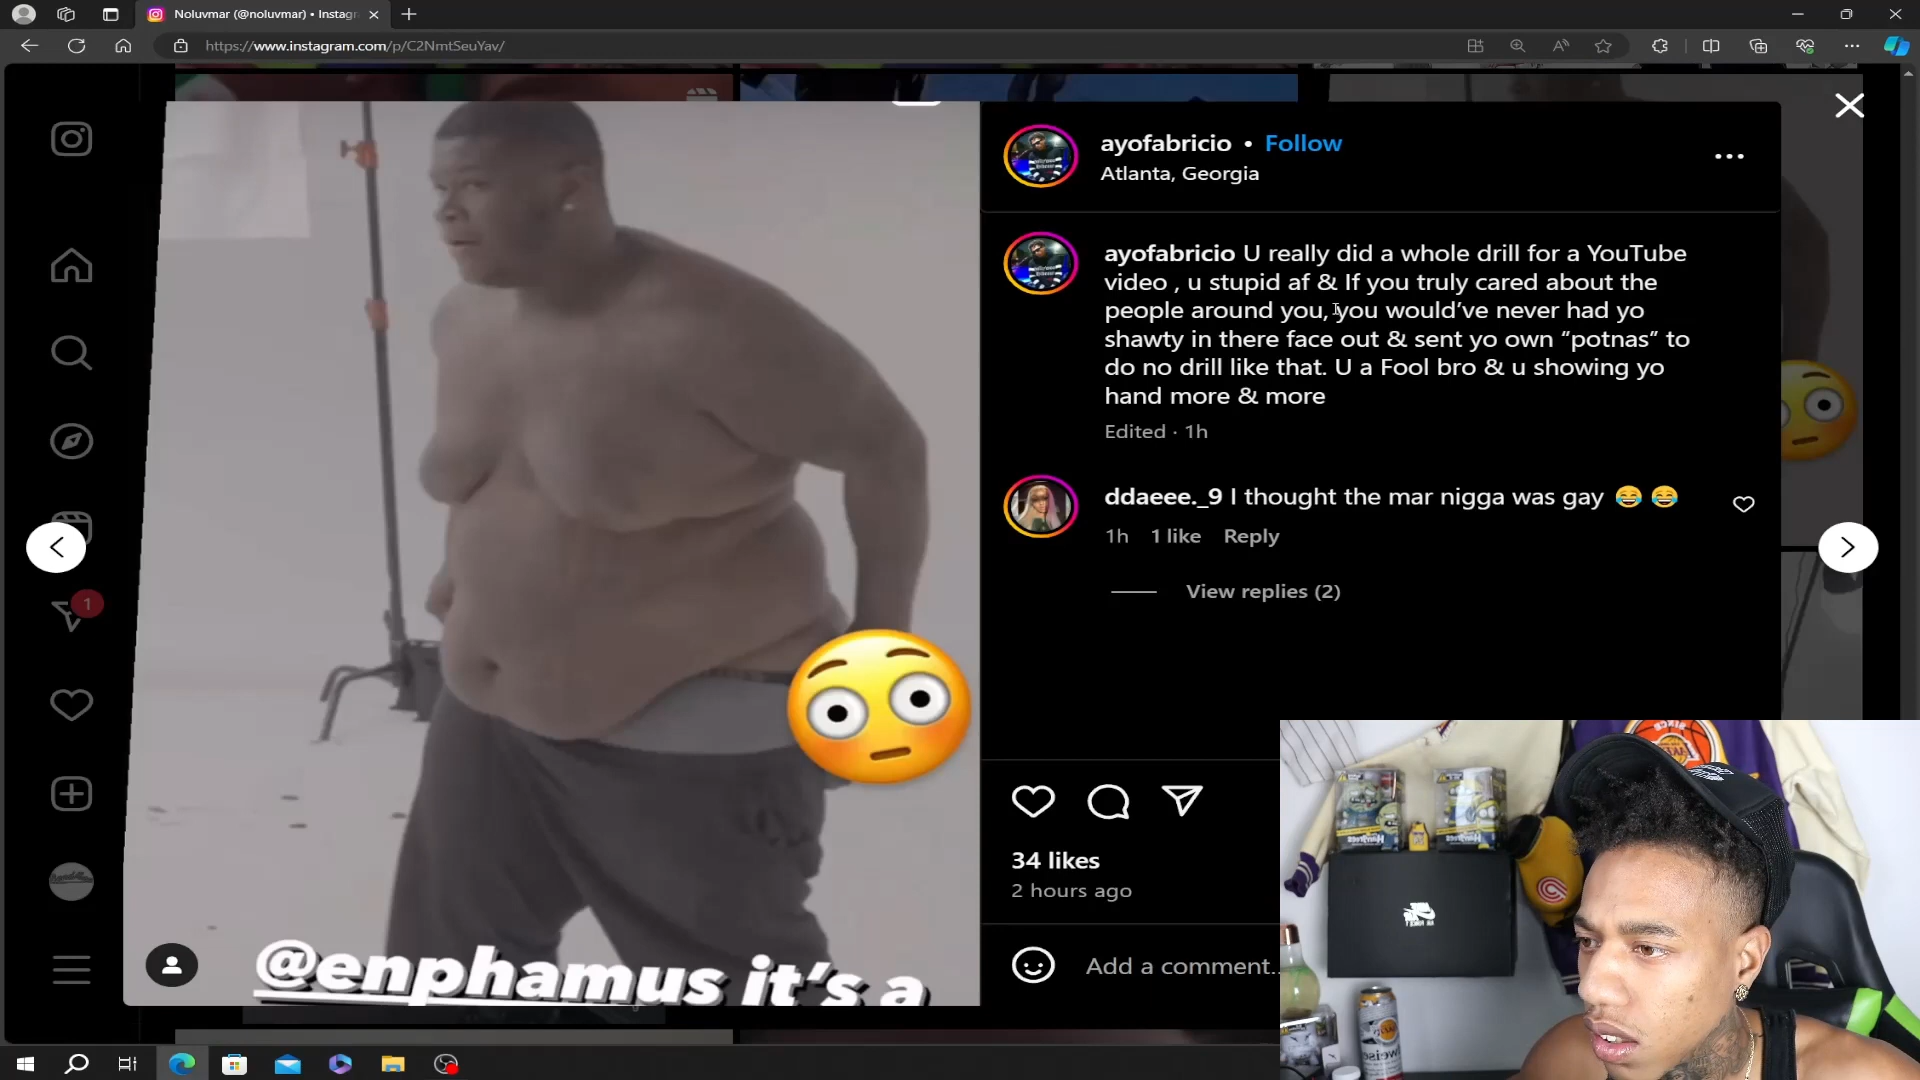 Noluvmar (@noluvmar) • Instagr
https://www.instagram.com/p/C2NmtSeuYav/
ayofabricio • Follow
Atlanta, Georgia
ayofabricio U really did a whole drill for a YouTube
video , u stupid af & If you truly cared about the
people around you, you would’ve never had yo
shawty in there face out & sent yo own “potnas” to
do no drill like that. U a Fool bro & u showing yo
hand more & more
Edited · 1h
ddaeee._9 I thought the mar nigga was gay 😂 😂
1h 1 like Reply
View replies (2)
1
34 likes
2 hours ago
@enphamus it's a
Add a comment...